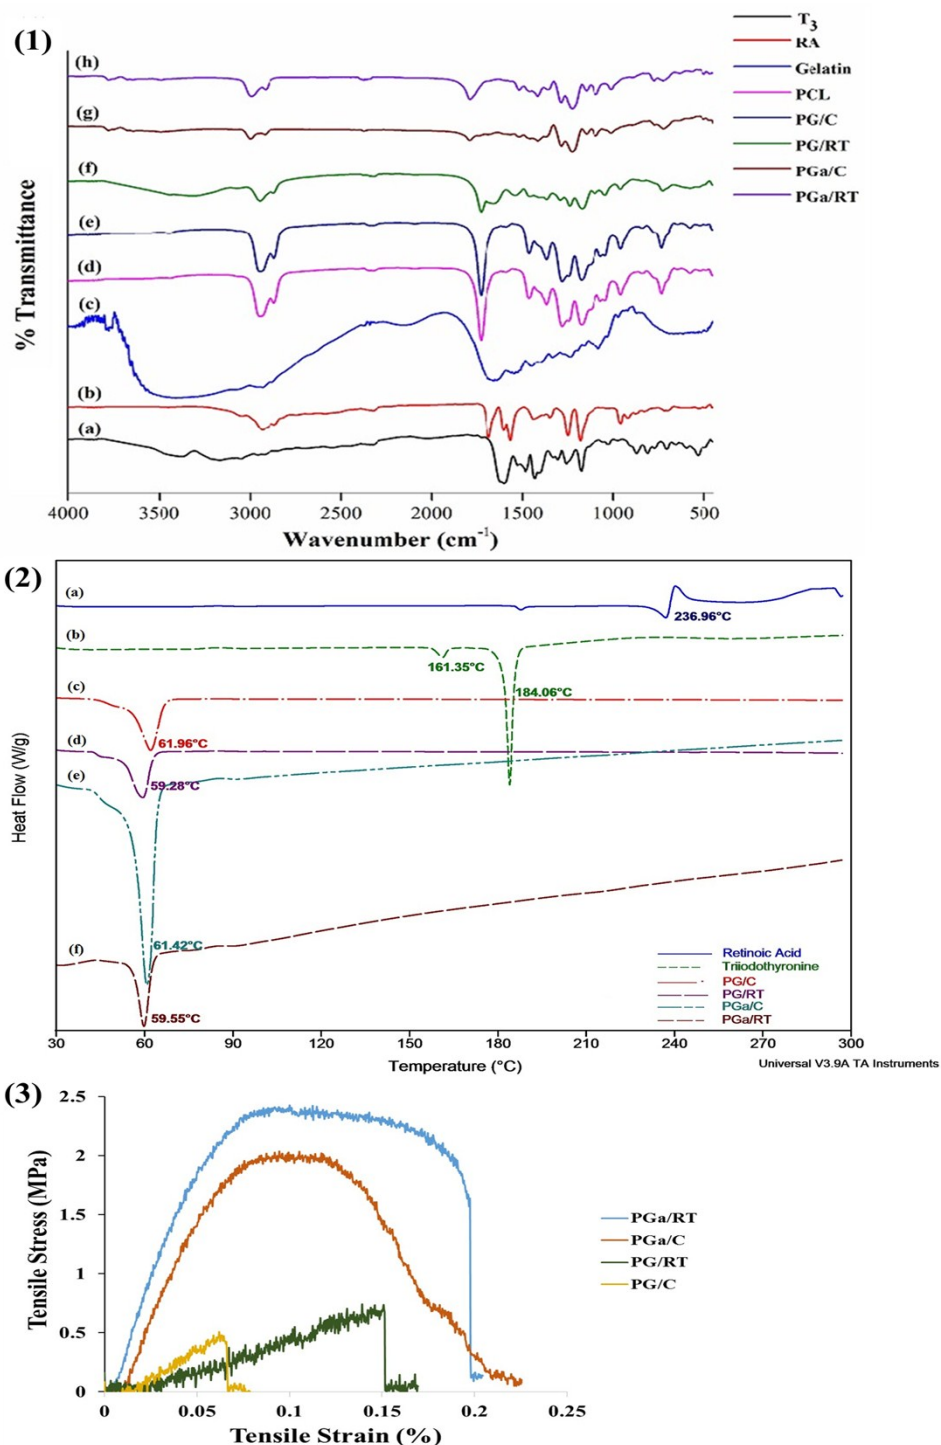 (1)
T3
RA
Gelatin
PCL
PG/C
PG/RT
PGa/C
PGa/RT
(h)
(g)
(f)
(e)
(d)
(c)
(b)
(a)
% Transmittance
4000 3500 3000 2500 2000 1500 1000 500
Wavenumber (cm-1)
(2)
(a)
236.96°C
(b)
161.35°C
184.06°C
(c)
61.96°C
(d)
59.28°C
(e)
61.42°C
(f)
59.55°C
Heat Flow (W/g)
Retinoic Acid
Triiodothyronine
PG/C
PG/RT
PGa/C
PGa/RT
30 60 90 120 150 180 210 240 270 300
Temperature (°C)
Universal V3.9A TA Instruments
(3)
2.5
2
1.5
1
0.5
0
Tensile Stress (MPa)
PGa/RT
PGa/C
PG/RT
PG/C
0 0.05 0.1 0.15 0.2 0.25
Tensile Strain (%)